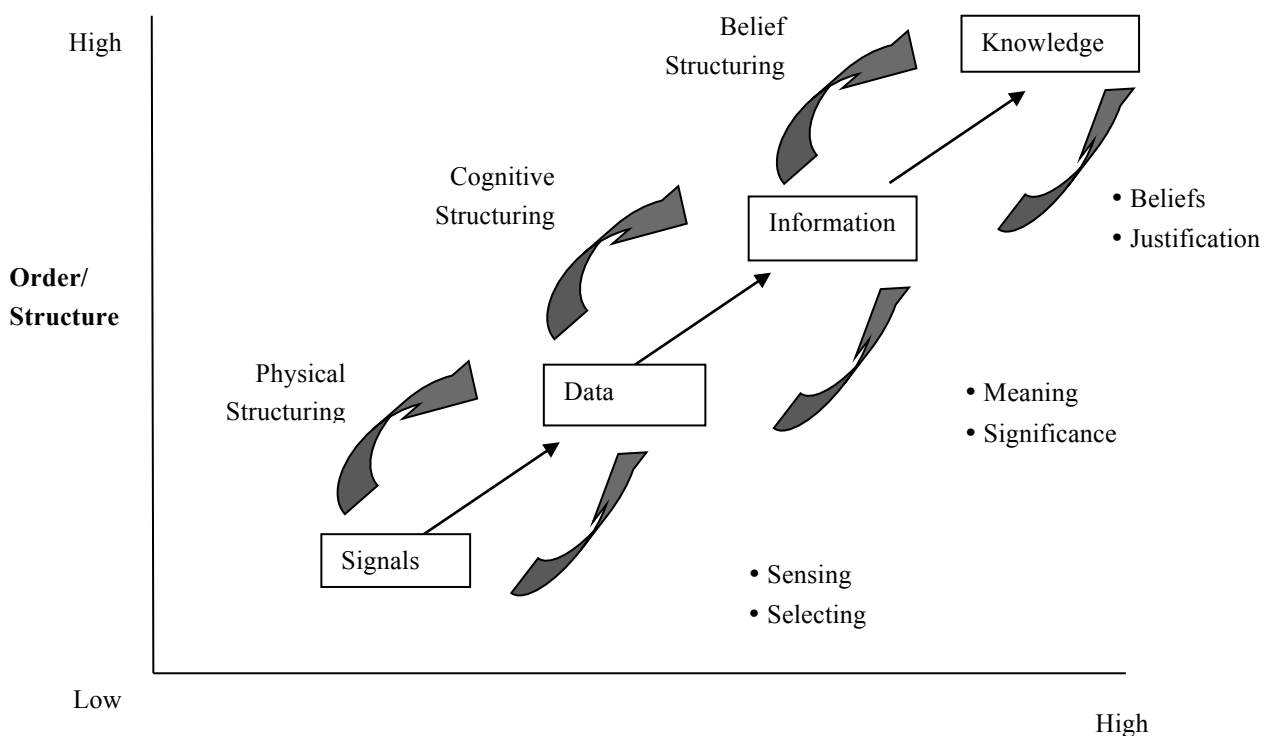 High
Belief
Structuring
Knowledge
Cognitive
Structuring
Information
• Beliefs
• Justification
Order/
Structure
Physical
Structuring
Data
• Meaning
• Significance
Signals
• Sensing
• Selecting
Low
High